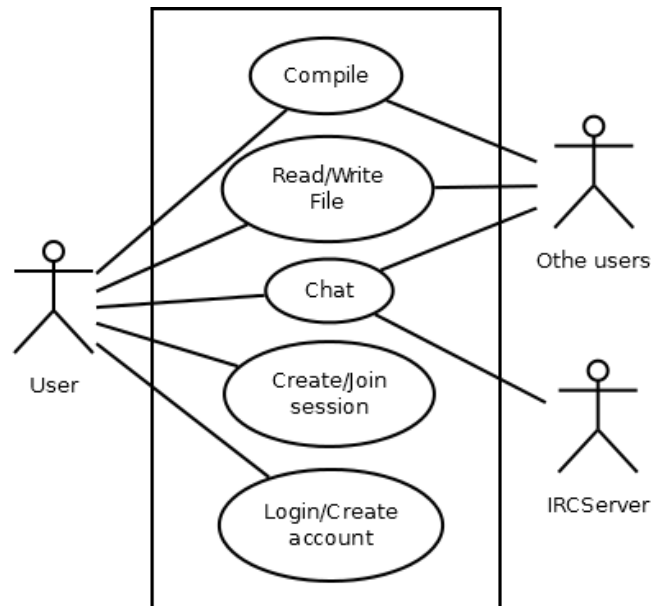 Compile
Read/Write
File
Othe users
Chat
User
Create/Join
session
IRCServer
Login/Create
account